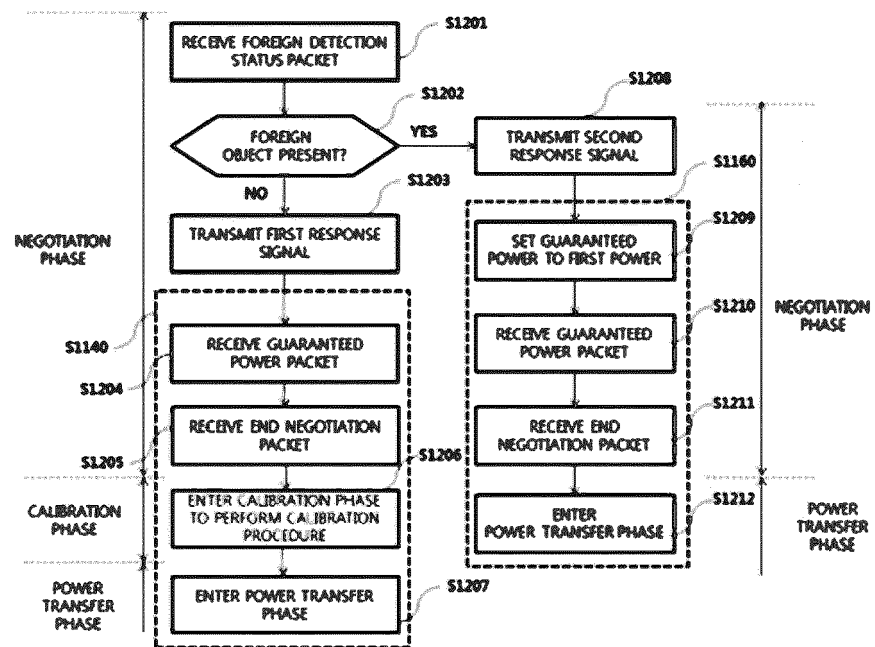 S1201
RECEIVE FOREIGN DETECTION
STATUS PACKET
S1202
FOREIGN
OBJECT PRESENT?
YES
NO
S1208
TRANSMIT SECOND
RESPONSE SIGNAL
S1203
TRANSMIT FIRST RESPONSE
SIGNAL
S1160
S1209
SET GUARANTEED
POWER TO FIRST POWER
NEGOTIATION
PHASE
S1140
S1204
RECEIVE GUARANTEED
POWER PACKET
S1210
RECEIVE GUARANTEED
POWER PACKET
NEGOTIATION
PHASE
S1205
RECEIVE END NEGOTIATION
PACKET
S1211
RECEIVE END
NEGOTIATION PACKET
S1206
CALIBRATION
PHASE
ENTER CALIBRATION PHASE
TO PERFORM CALIBRATION
PROCEDURE
S1212
ENTER
POWER TRANSFER PHASE
POWER
TRANSFER
PHASE
POWER
TRANSFER
PHASE
S1207
ENTER POWER TRANSFER
PHASE